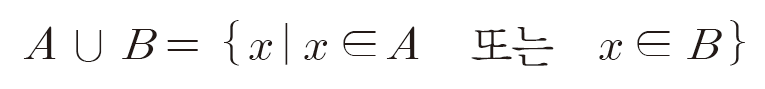 A ∪ B = {x | x ∈ A 또는 x ∈ B}